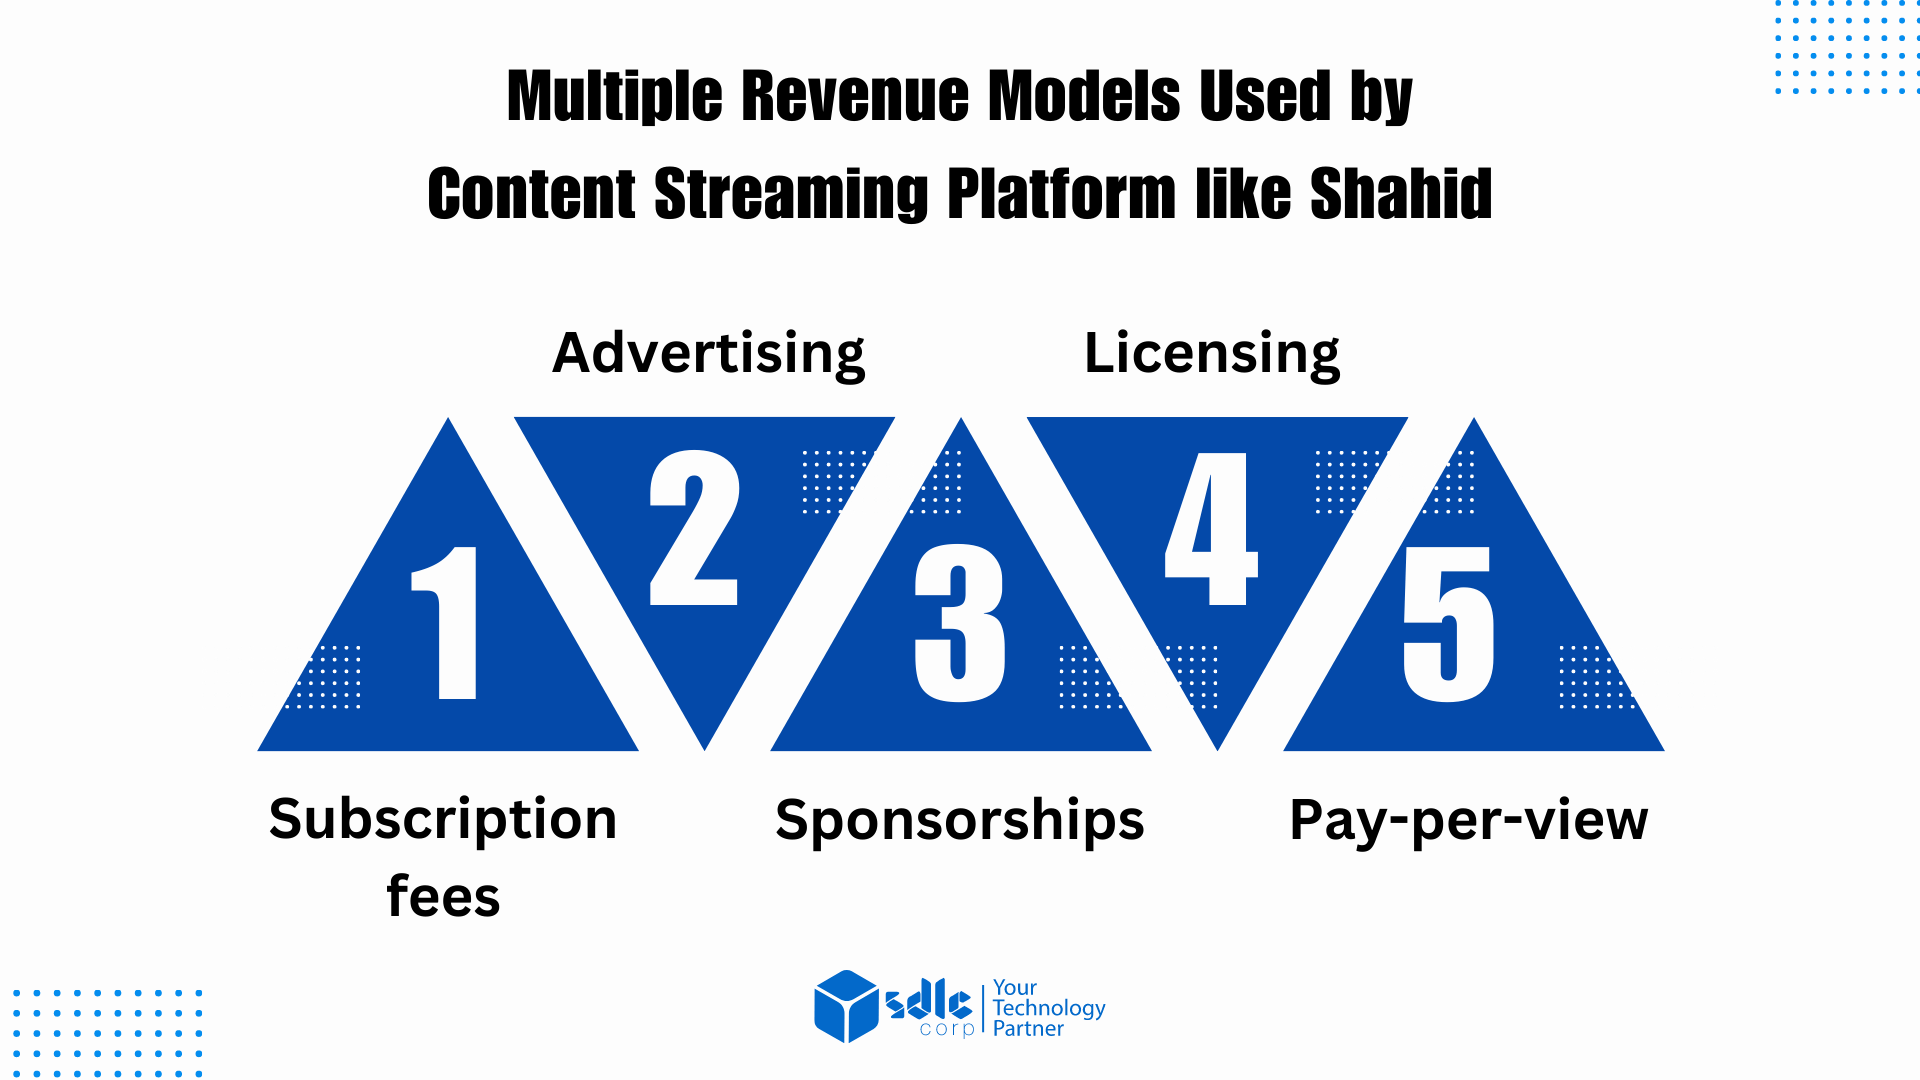 Multiple Revenue Models Used by
Content Streaming Platform like Shahid
Advertising
Licensing
1
2
3
4
5
Subscription
fees
Sponsorships
Pay-per-view
sdlc
corp
Your
Technology
Partner